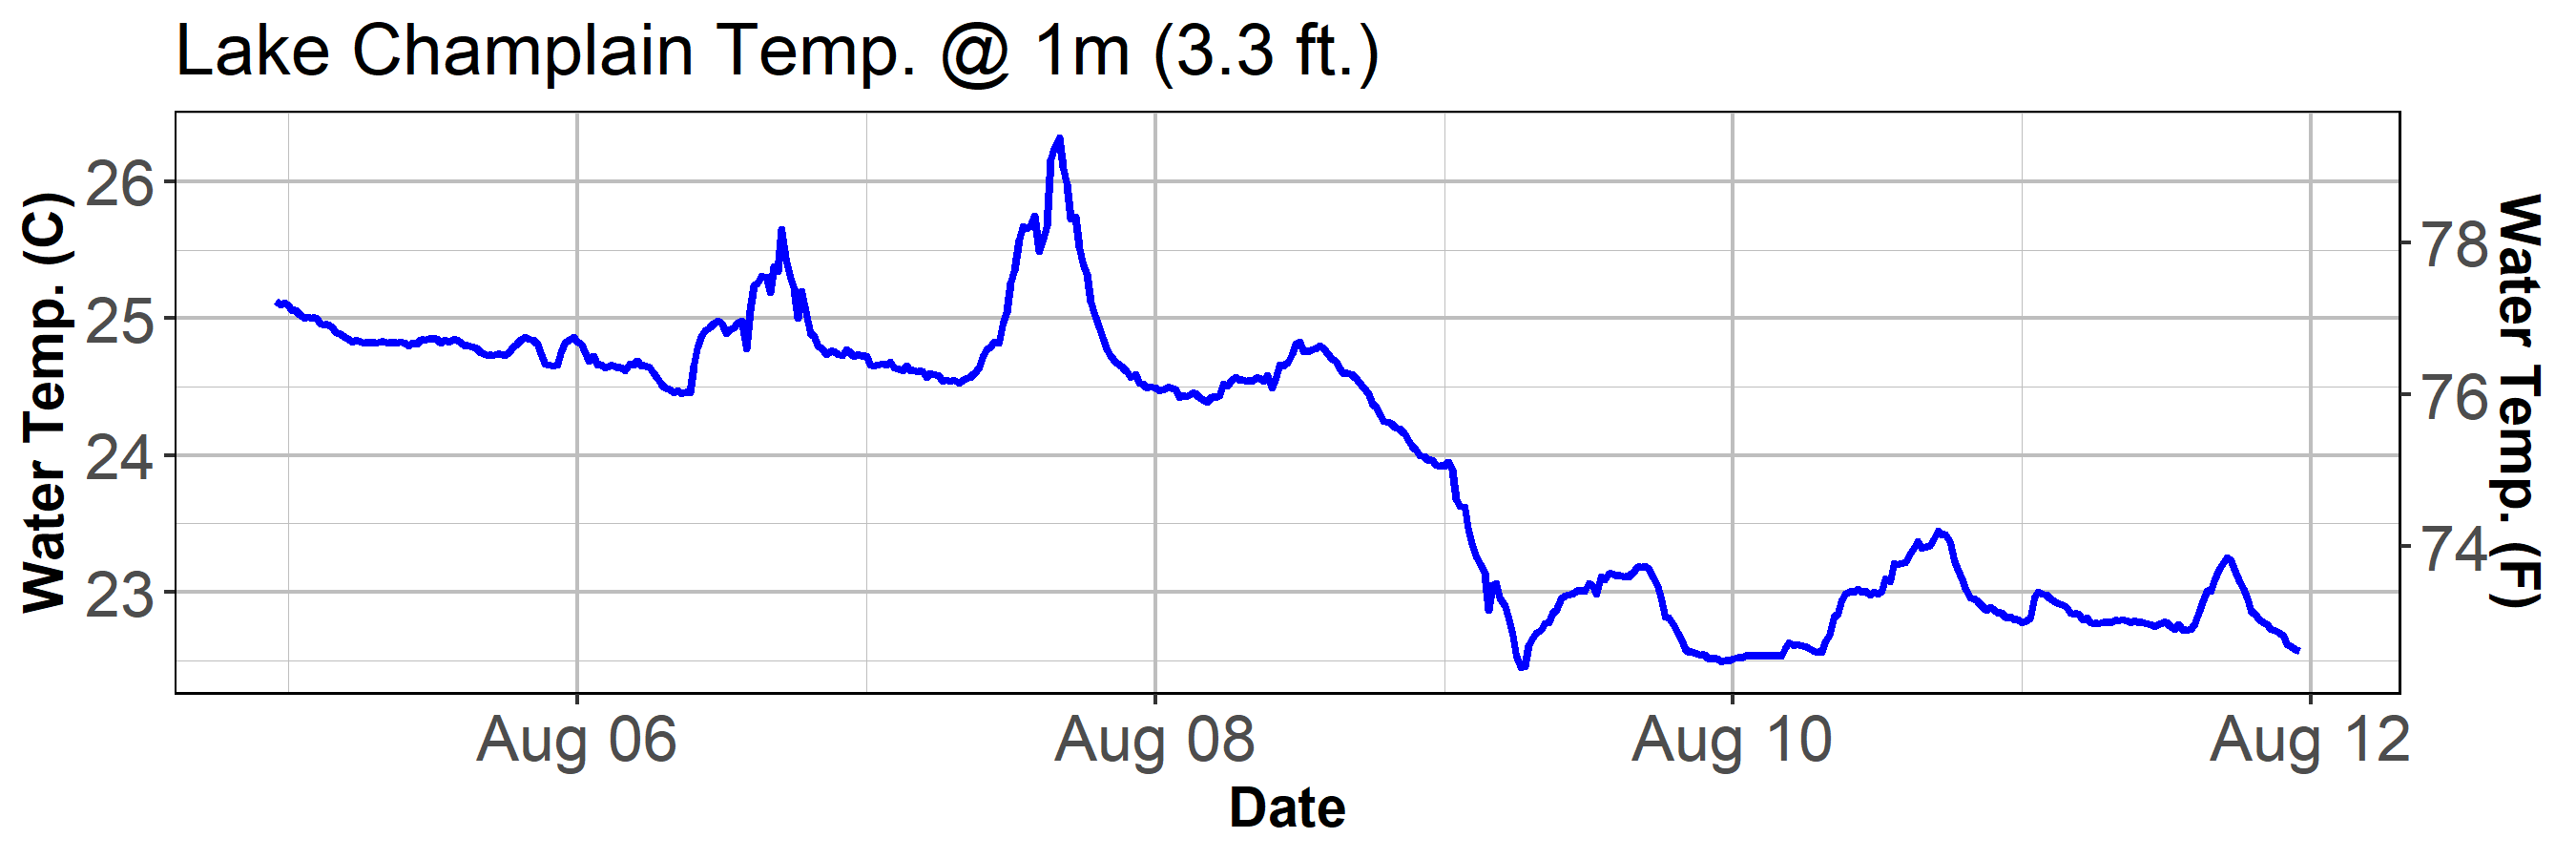 Lake Champlain Temp. @ 1m (3.3 ft.)
Water Temp. (C)
26
25
24
23
78
76
74
Water Temp. (F)
Aug 06
Aug 08
Aug 10
Aug 12
Date